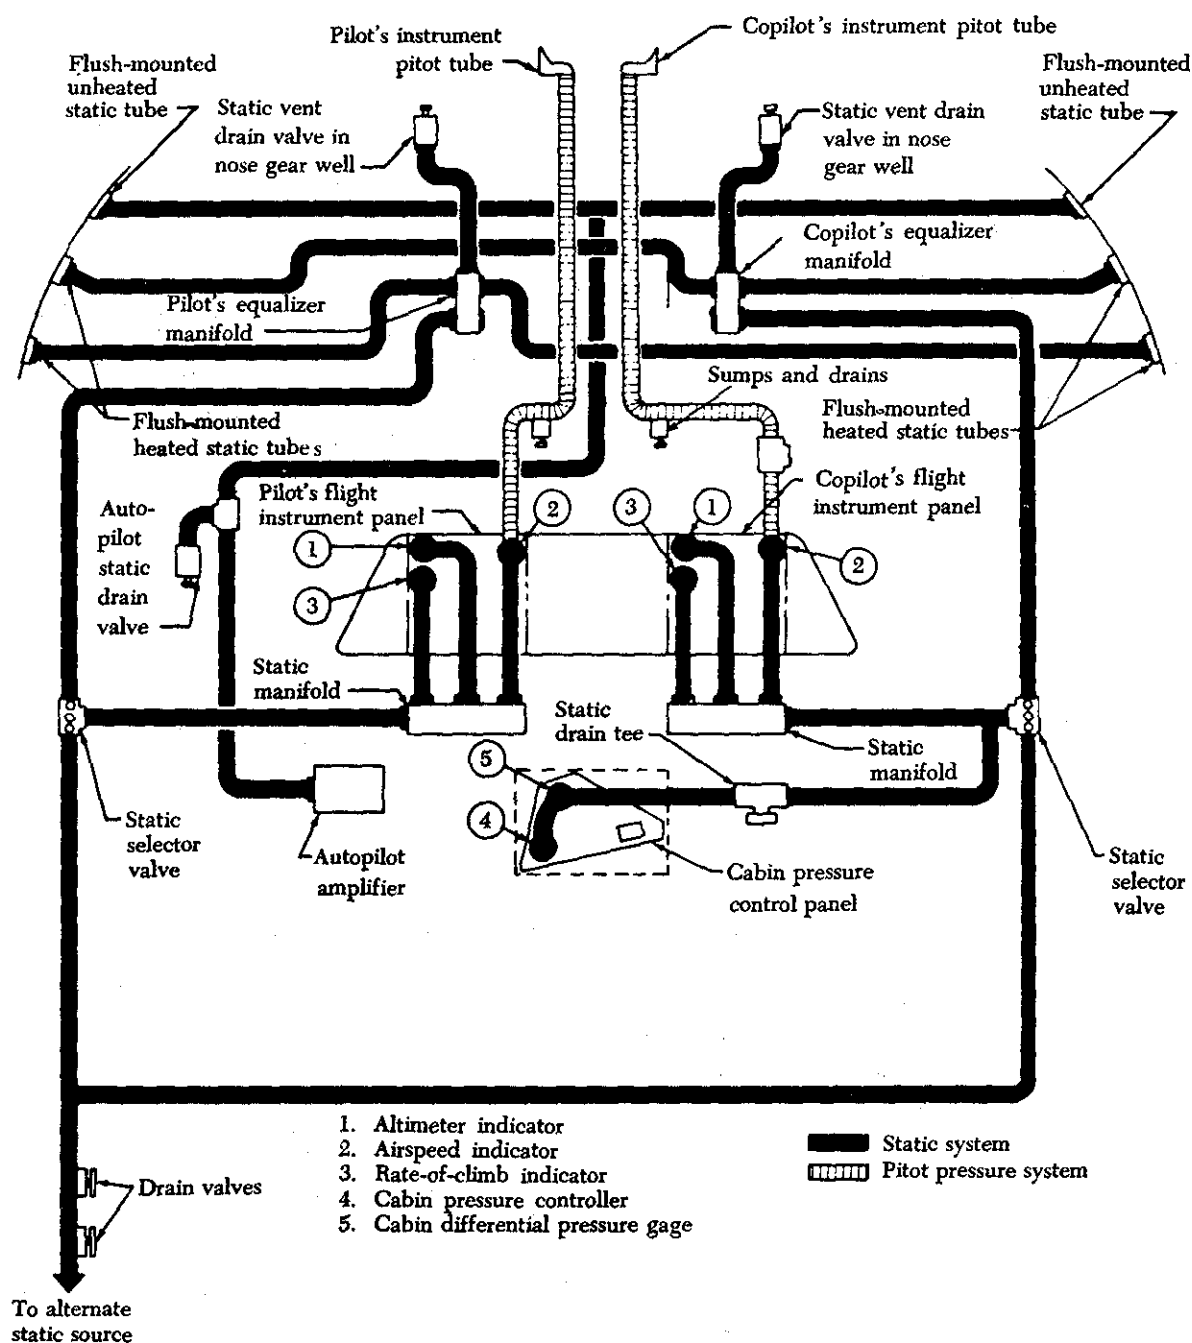 Pilot's instrument
pitot tube
Copilot's instrument pitot tube
Flush-mounted
unheated
static tube
Static vent
drain valve in
nose gear well
Static vent drain
valve in nose
gear well
Flush-mounted
unheated
static tube
Copilot's equalizer
manifold
Pilot's equalizer
manifold
Sumps and drains
Flush-mounted
heated static tubes
Flush-mounted
heated static tubes
Auto-
pilot
static
drain
valve
Pilot's flight
instrument panel
Copilot's flight
instrument panel
1
3
2
3
1
2
Static
manifold
Static
drain tee
Static
manifold
5
4
Static
selector
valve
Autopilot
amplifier
Cabin pressure
control panel
Static
selector
valve
1. Altimeter indicator
2. Airspeed indicator
3. Rate-of-climb indicator
4. Cabin pressure controller
5. Cabin differential pressure gage
Static system
Pitot pressure system
Drain valves
To alternate
static source